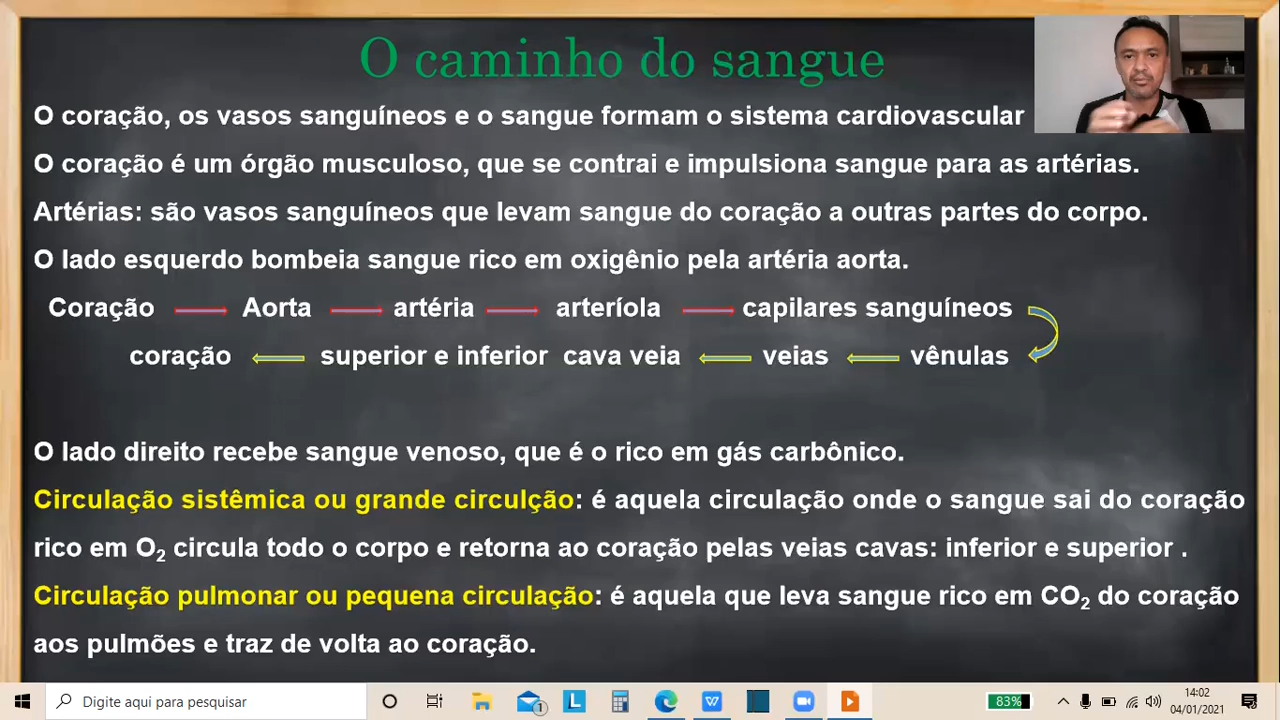 O caminho do sangue
O coração, os vasos sanguíneos e o sangue formam o sistema cardiovascular
O coração é um órgão musculoso, que se contrai e impulsiona sangue para as artérias.
Artérias: são vasos sanguíneos que levam sangue do coração a outras partes do corpo.
O lado esquerdo bombeia sangue rico em oxigênio pela artéria aorta.
Coração Aorta artéria arteríola capilares sanguíneos
coração superior e inferior cava veia veias vênulas
O lado direito recebe sangue venoso, que é o rico em gás carbônico.
Circulação sistêmica ou grande circulção: é aquela circulação onde o sangue sai do coração
rico em O₂ circula todo o corpo e retorna ao coração pelas veias cavas: inferior e superior .
Circulação pulmonar ou pequena circulação: é aquela que leva sangue rico em CO₂ do coração
aos pulmões e traz de volta ao coração.
Digite aqui para pesquisar 1 L 83% 14:02
04/01/2021